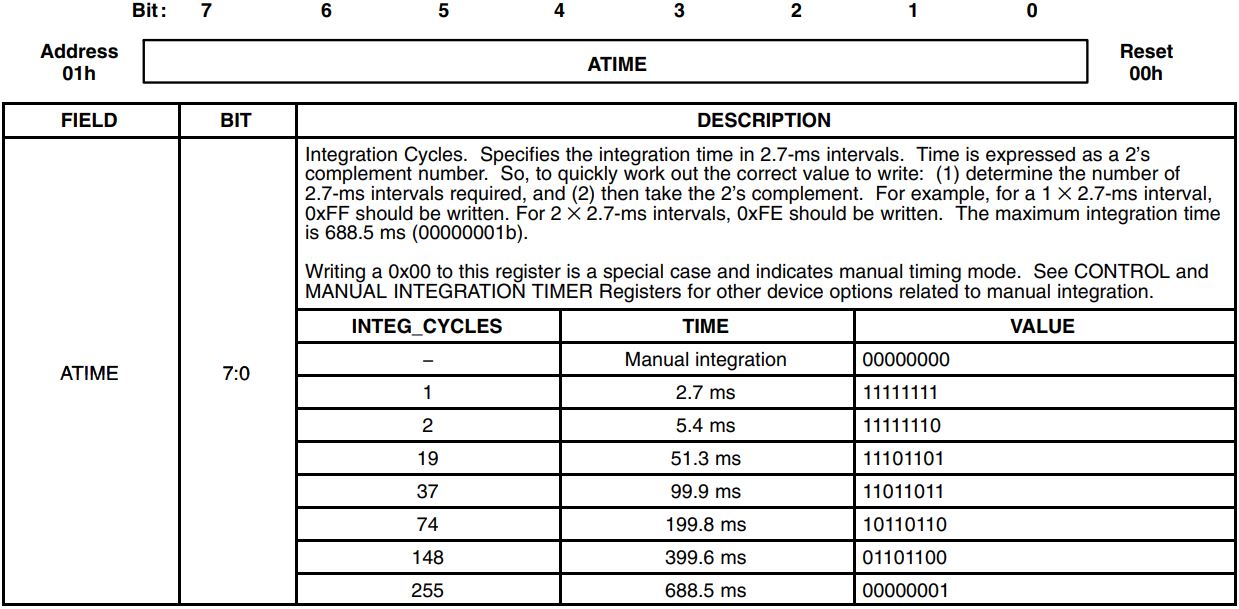 Bit: 7 6 5 4 3 2 1 0
Address
01h
ATIME
Reset
00h
FIELD BIT DESCRIPTION
ATIME
7:0
Integration Cycles. Specifies the integration time in 2.7-ms intervals. Time is expressed as a 2's
complement number. So, to quickly work out the correct value to write: (1) determine the number of
2.7-ms intervals required, and (2) then take the 2's complement. For example, for a 1 × 2.7-ms interval,
0xFF should be written. For 2 × 2.7-ms intervals, 0xFE should be written. The maximum integration time
is 688.5 ms (00000001b).
Writing a 0x00 to this register is a special case and indicates manual timing mode. See CONTROL and
MANUAL INTEGRATION TIMER Registers for other device options related to manual integration.
INTEG_CYCLES TIME VALUE
– Manual integration 00000000
1 2.7 ms 11111111
2 5.4 ms 11111110
19 51.3 ms 11101101
37 99.9 ms 11011011
74 199.8 ms 10110110
148 399.6 ms 01101100
255 688.5 ms 00000001